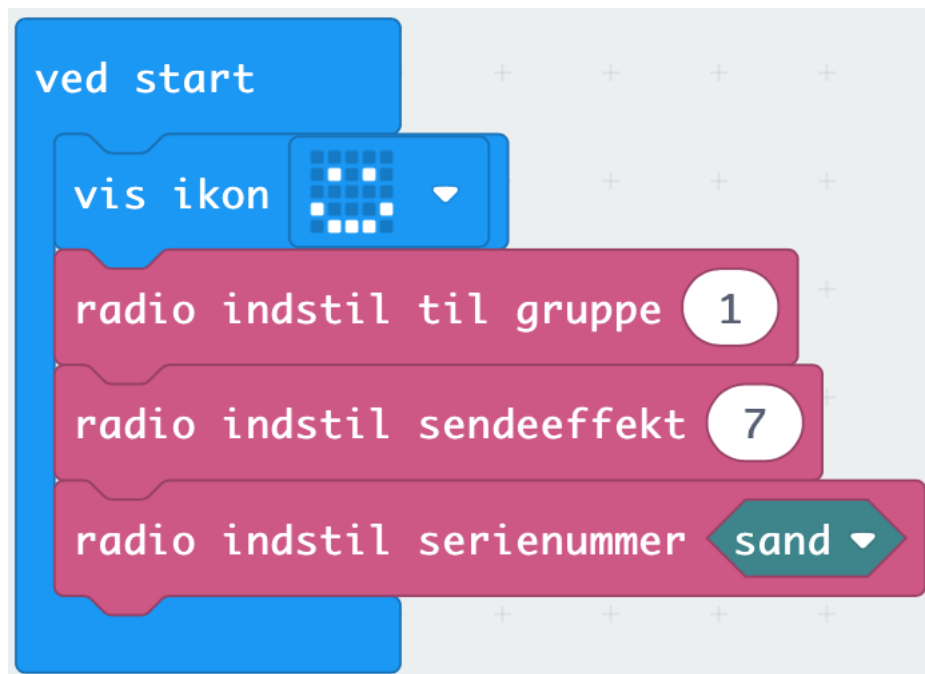 ved start
vis ikon
radio indstil til gruppe 1
radio indstil sendeeffekt 7
radio indstil serienummer sand